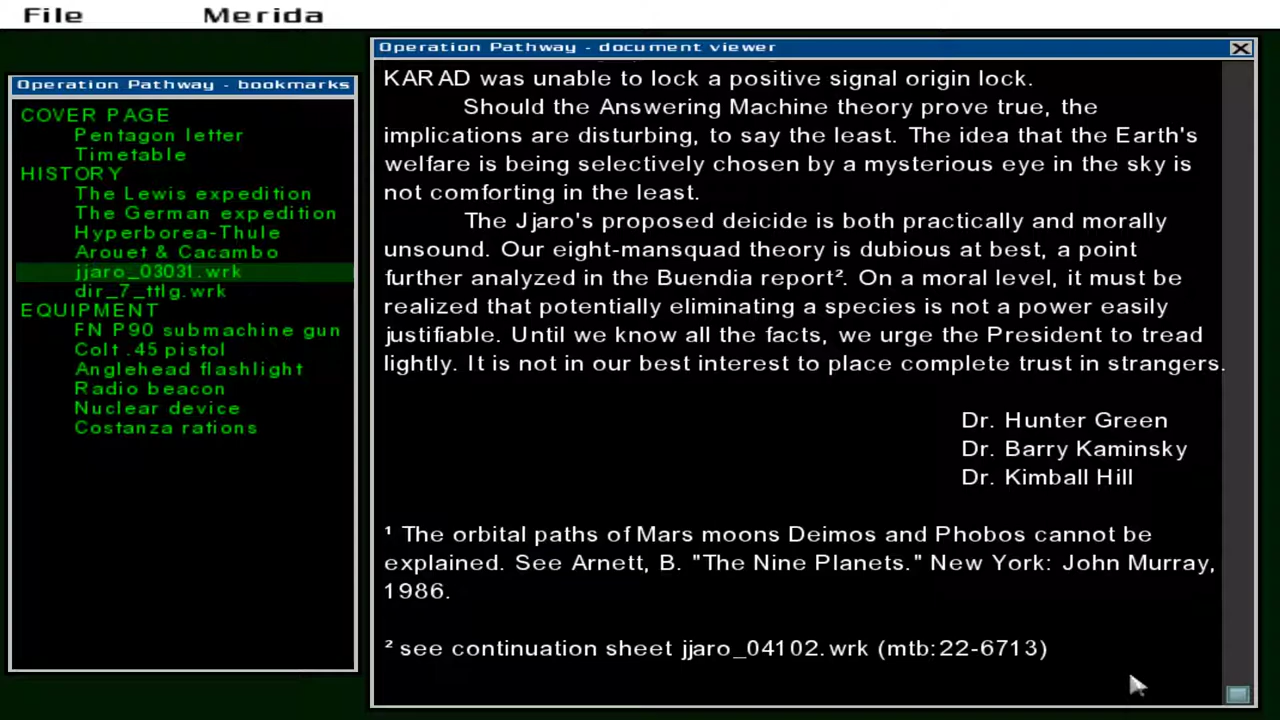 File Merida
Operation Pathway - bookmarks
COVER PAGE
Pentagon letter
Timetable
HISTORY
The Lewis expedition
The German expedition
Hyperborea-Thule
Arouet & Cacambo
jjaro_03031.wrk
dir_7_ttlg.wrk
EQUIPMENT
FN P90 submachine gun
Colt .45 pistol
Anglehead flashlight
Radio beacon
Nuclear device
Costanza rations
Operation Pathway - document viewer
KARAD was unable to lock a positive signal origin lock.
Should the Answering Machine theory prove true, the
implications are disturbing, to say the least. The idea that the Earth's
welfare is being selectively chosen by a mysterious eye in the sky is
not comforting in the least.
The Jjaro's proposed deicide is both practically and morally
unsound. Our eight-mansquad theory is dubious at best, a point
further analyzed in the Buendia report². On a moral level, it must be
realized that potentially eliminating a species is not a power easily
justifiable. Until we know all the facts, we urge the President to tread
lightly. It is not in our best interest to place complete trust in strangers.
Dr. Hunter Green
Dr. Barry Kaminsky
Dr. Kimball Hill
¹ The orbital paths of Mars moons Deimos and Phobos cannot be
explained. See Arnett, B. "The Nine Planets." New York: John Murray,
1986.
² see continuation sheet jjaro_04102.wrk (mtb:22-6713)